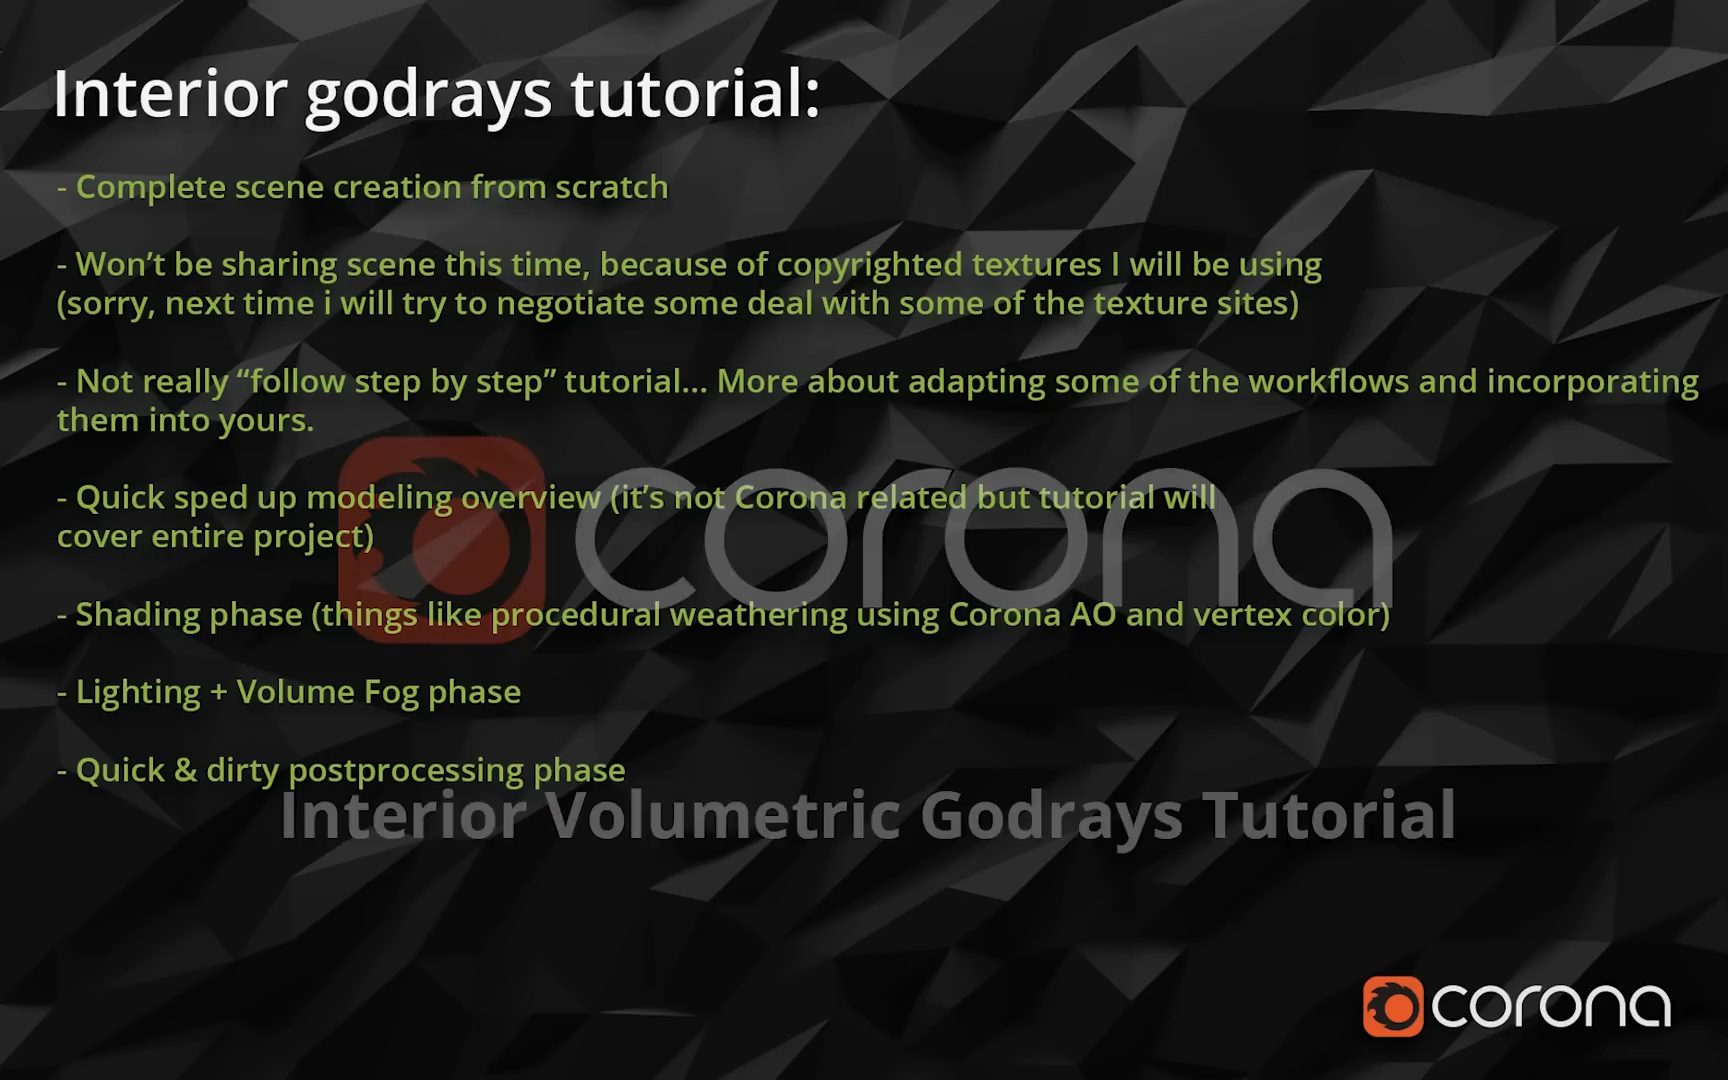 Interior godrays tutorial:
- Complete scene creation from scratch
- Won’t be sharing scene this time, because of copyrighted textures I will be using
(sorry, next time i will try to negotiate some deal with some of the texture sites)
- Not really “follow step by step” tutorial... More about adapting some of the workflows and incorporating
them into yours.
- Quick sped up modeling overview (it’s not Corona related but tutorial will
cover entire project)
corona
- Shading phase (things like procedural weathering using Corona AO and vertex color)
- Lighting + Volume Fog phase
- Quick & dirty postprocessing phase
Interior Volumetric Godrays Tutorial
corona